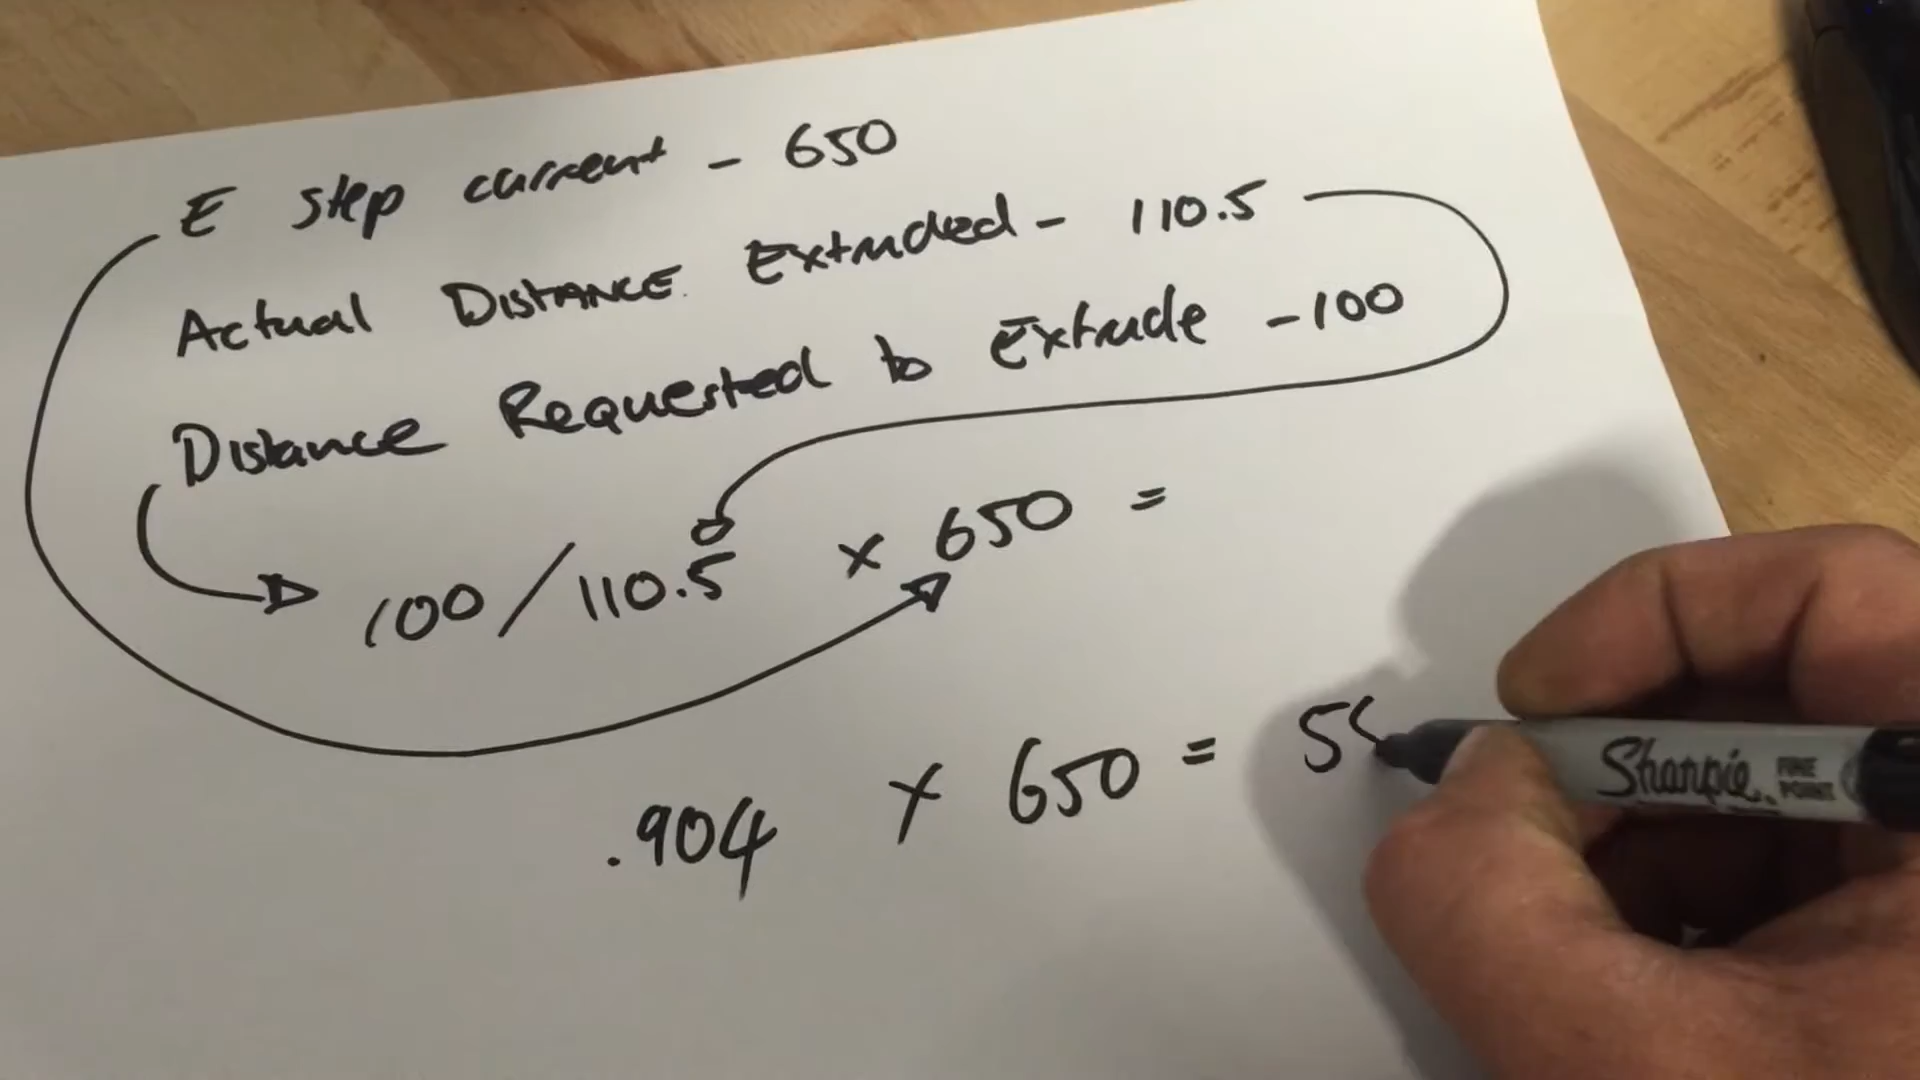 E step current - 650
Actual DISTANCE Extruded - 110.5
Distance Requested to Extrude - 100
100/110.5 x 650 =
.904 x 650 = 5
Sharpie. FINE POINT